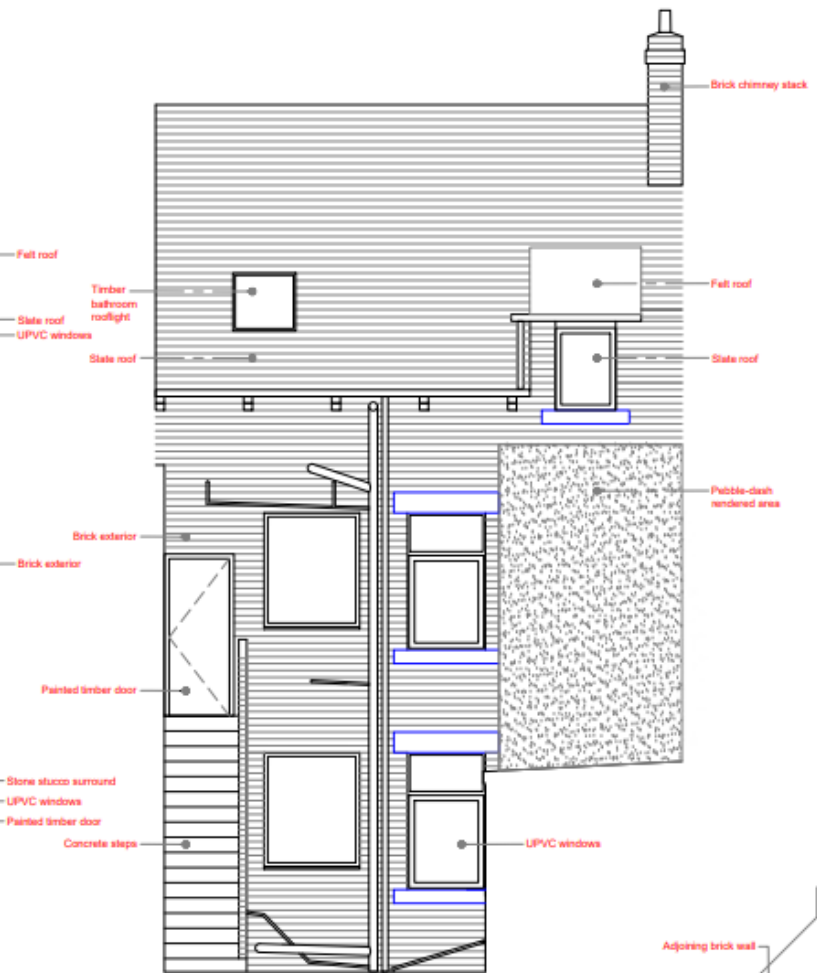 Brick chimney stack
Felt roof
Timber
bathroom
rooflight
Felt roof
Slate roof
UPVC windows
Slate roof
Slate roof
Pebble-dash
rendered area
Brick exterior
Brick exterior
Painted timber door
Stone stucco surround
UPVC windows
Painted timber door
Concrete steps
UPVC windows
Adjoining brick wall